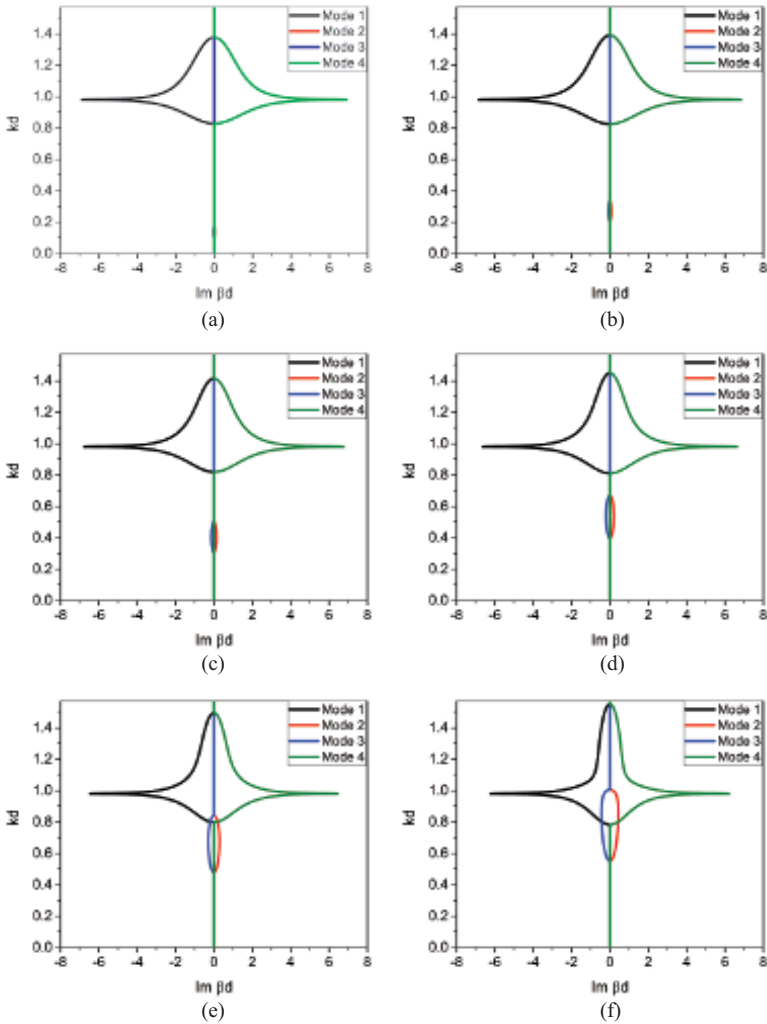 Mode 1 Mode 1
Mode 2 Mode 2
Mode 3 Mode 3
Mode 4 Mode 4
1.4 1.4
1.2 1.2
1.0 1.0
kd kd
0.8 0.8
0.6 0.6
0.4 0.4
0.2 0.2
0.0 0.0
-8 -6 -4 -2 0 2 4 6 8 -8 -6 -4 -2 0 2 4 6 8
Im βd Im βd
(a) (b)
Mode 1 Mode 1
Mode 2 Mode 2
Mode 3 Mode 3
Mode 4 Mode 4
1.4 1.4
1.2 1.2
1.0 1.0
kd kd
0.8 0.8
0.6 0.6
0.4 0.4
0.2 0.2
0.0 0.0
-8 -6 -4 -2 0 2 4 6 8 -8 -6 -4 -2 0 2 4 6 8
Im βd Im βd
(c) (d)
Mode 1 Mode 1
Mode 2 Mode 2
Mode 3 Mode 3
Mode 4 Mode 4
1.4 1.4
1.2 1.2
1.0 1.0
kd kd
0.8 0.8
0.6 0.6
0.4 0.4
0.2 0.2
0.0 0.0
-8 -6 -4 -2 0 2 4 6 8 -8 -6 -4 -2 0 2 4 6 8
Im βd Im βd
(e) (f)